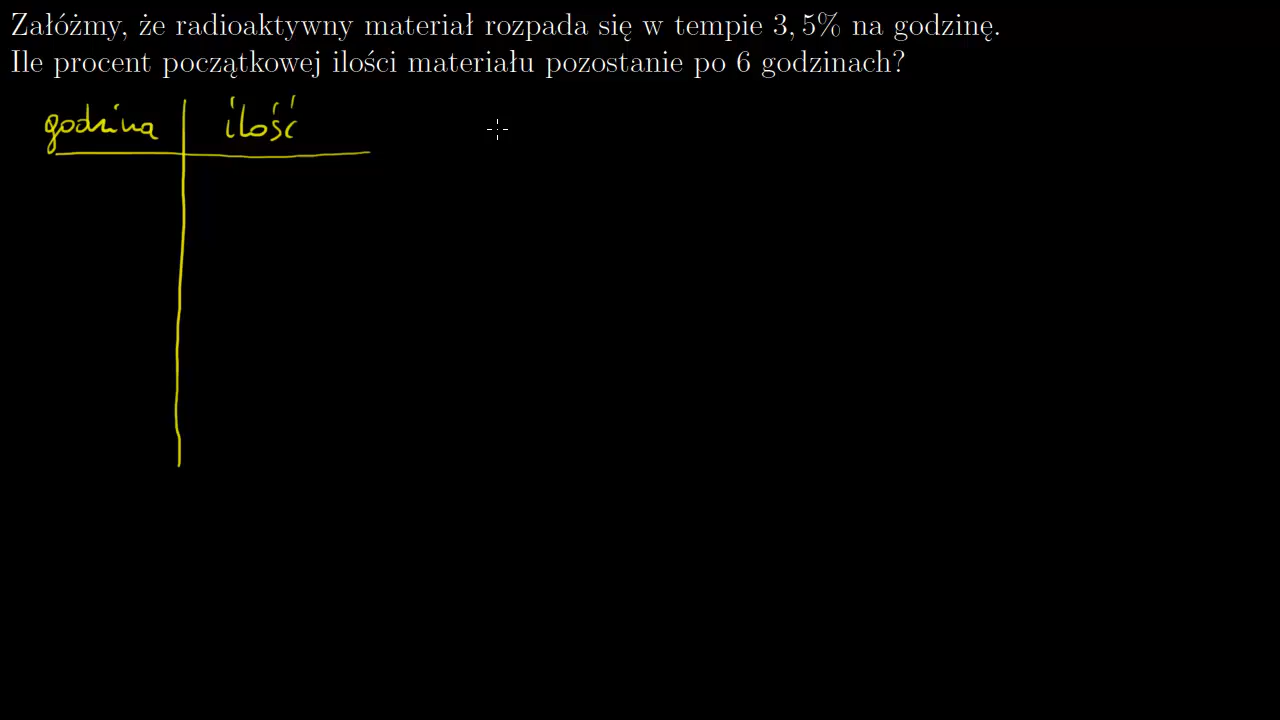 Załóżmy, że radioaktywny materiał rozpada się w tempie 3, 5% na godzinę.
Ile procent początkowej ilości materiału pozostanie po 6 godzinach?
godzina ilość